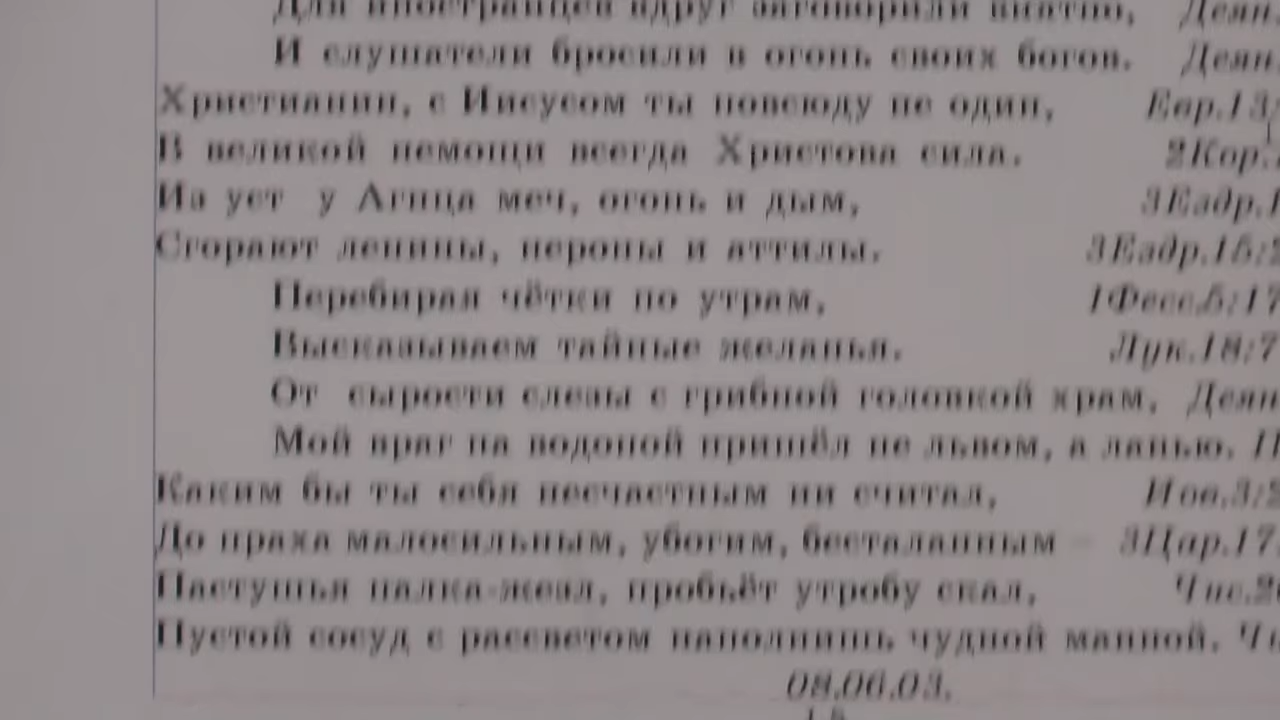 Для иностранцев вдруг заговорили внятно, Деян.
И слушатели бросили в огонь своих богов. Деян.
Христианин, с Иисусом ты повсюду не один, Евр.13:
В великой немощи всегда Христова сила. 2Кор.
Из уст у Агнца меч, огонь и дым, 3Ездр.1
Сгорают ленины, нероны и аттилы. 3Ездр.15:2
Перебирая чётки по утрам, 1Фесс.5:17
Высказываем тайные желанья. Лук.18:7
От сырости слезы с грибной головкой храм, Деян
Мой враг на водопой пришёл не львом, а ланью.
Каким бы ты себя несчастным ни считал, Иов.3:2
До праха малосильным, убогим, бесталанным – 3Цар.17
Пастушья палка-жезл, пробьёт утробу скал, Чис.20
Пустой сосуд с рассветом наполнишь чудной манной. Чи
08.06.03.